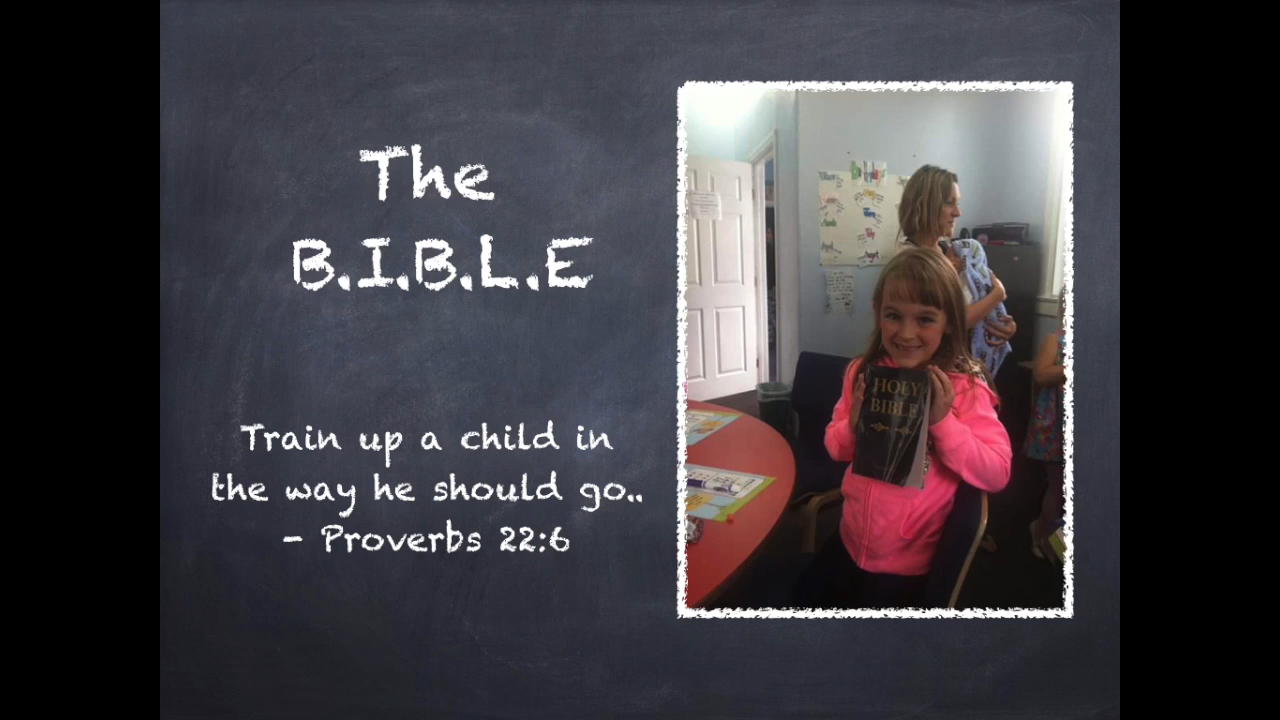 The
B.I.B.L.E
Train up a child in
the way he should go..
- Proverbs 22:6
HOLY
BIBLE